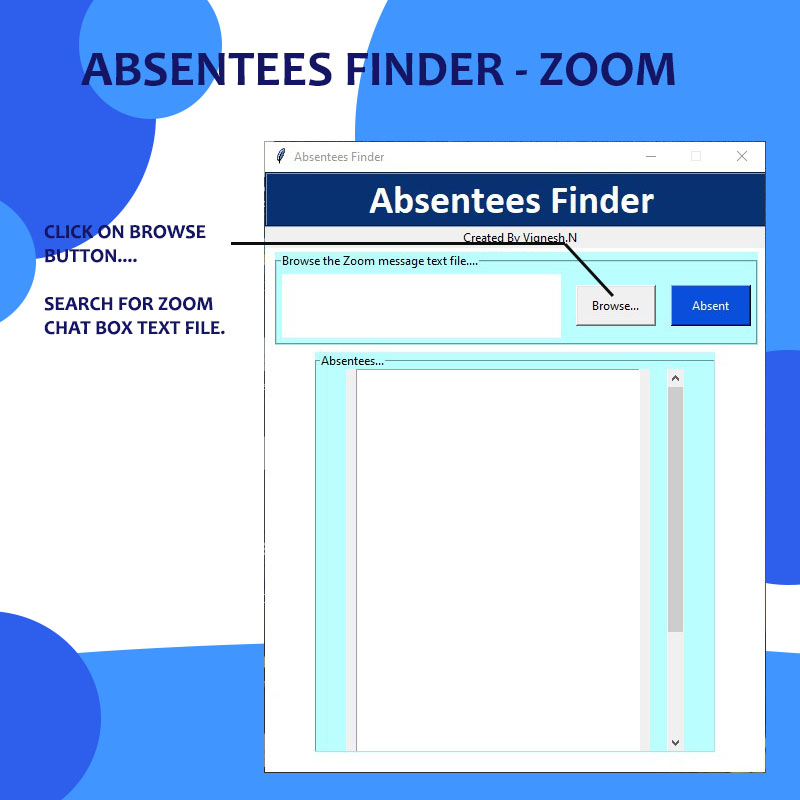 ABSENTEES FINDER - ZOOM
Absentees Finder
Absentees Finder
Created By Vignesh.N
CLICK ON BROWSE
BUTTON....
SEARCH FOR ZOOM
CHAT BOX TEXT FILE.
Browse the Zoom message text file....
Browse...
Absent
Absentees...